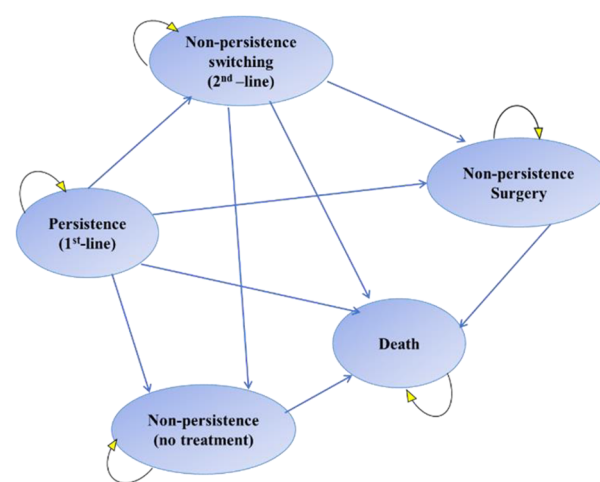 Non-persistence
switching
(2nd –line)
Non-persistence
Surgery
Persistence
(1st-line)
Death
Non-persistence
(no treatment)